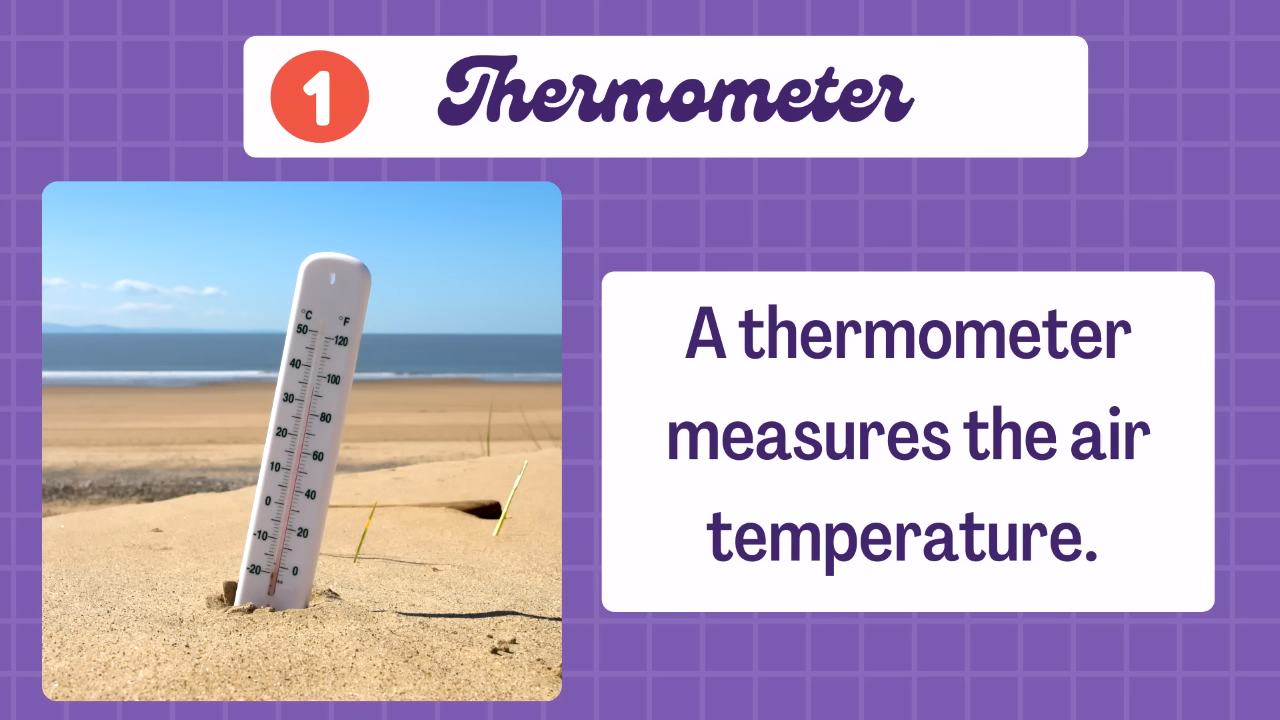 1 Thermometer
°C °F
50 120
40 100
30 80
20 60
10 40
0 20
-10 0
-20
A thermometer
measures the air
temperature.